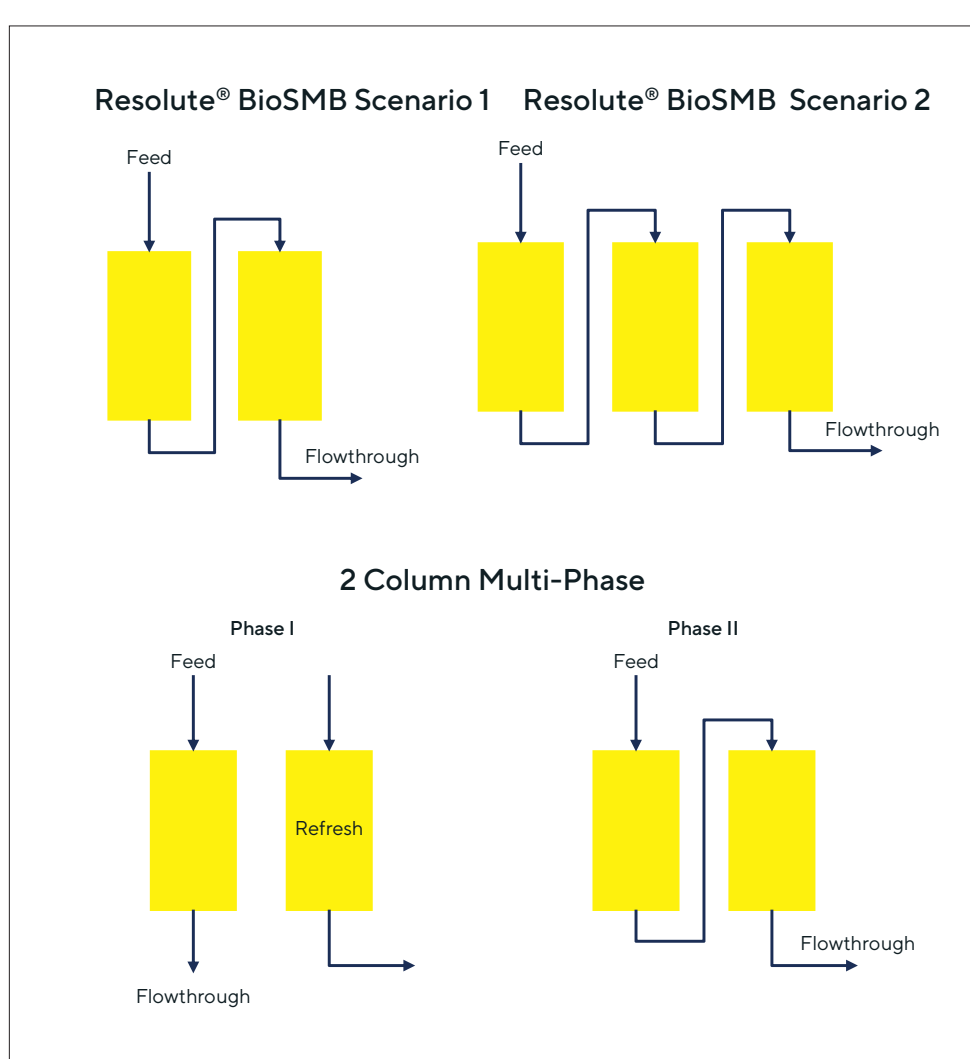 Resolute® BioSMB Scenario 1
Resolute® BioSMB Scenario 2
Feed
Feed
Flowthrough
Flowthrough
2 Column Multi-Phase
Phase I
Phase II
Feed
Feed
Refresh
Flowthrough
Flowthrough